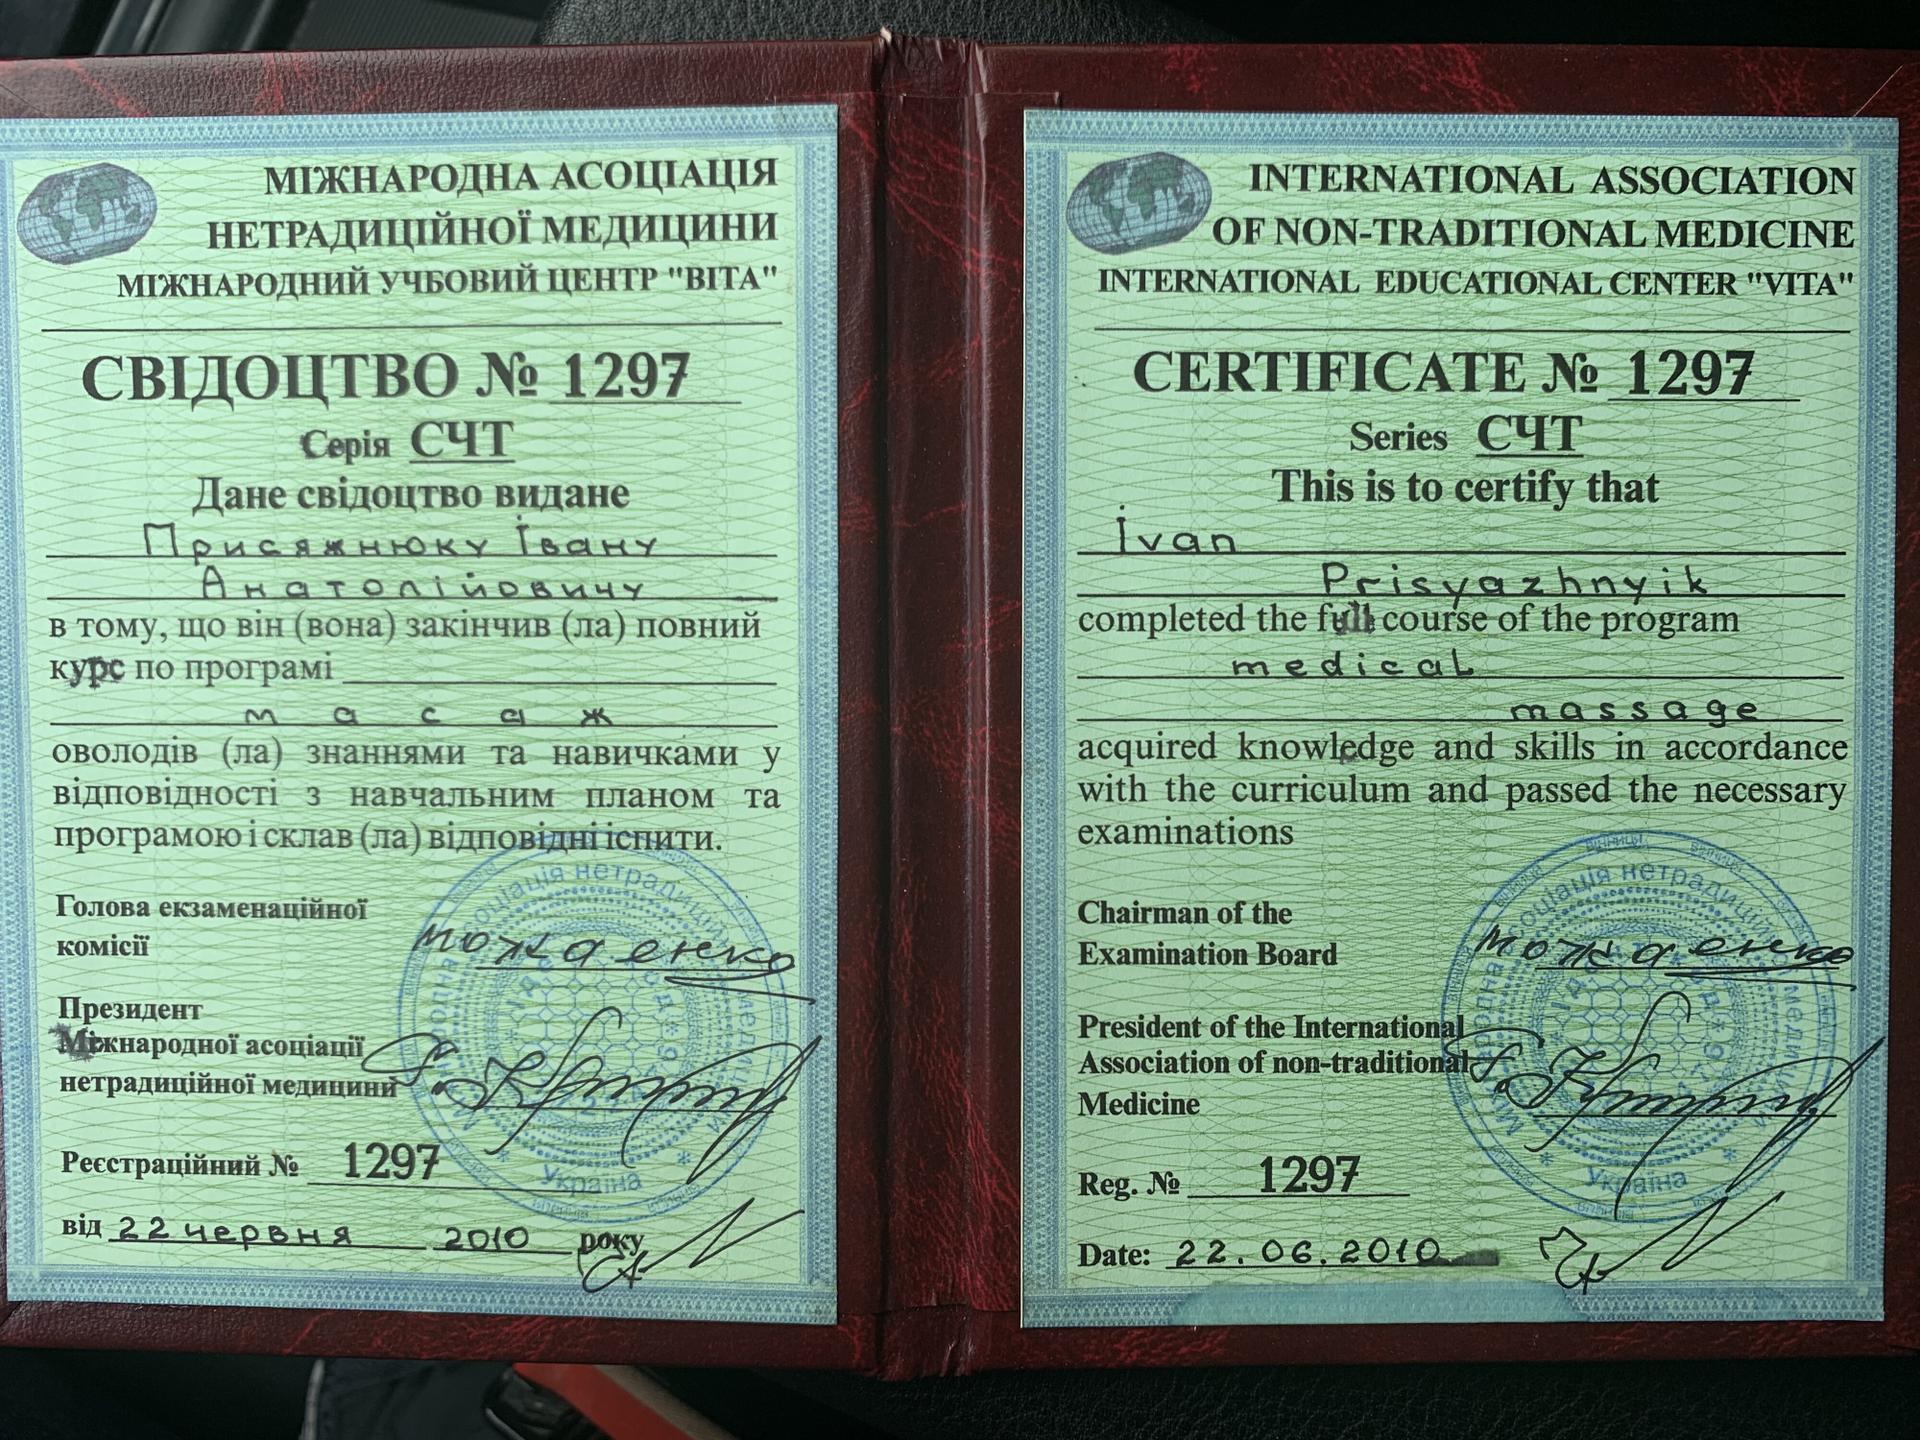 МІЖНАРОДНА АСОЦІАЦІЯ
НЕТРАДИЦІЙНОЇ МЕДИЦИНИ
МІЖНАРОДНИЙ УЧБОВИЙ ЦЕНТР "ВІТА"
СВІДОЦТВО № 1297
Серія СЧТ
Дане свідоцтво видане
Присяжнюку Івану
Анатолійовичу
в тому, що він (вона) закінчив (ла) повний
курс по програмі
масаж
оволодів (ла) знаннями та навичками у
відповідності з навчальним планом та
програмою і склав (ла) відповідні іспити.
Голова екзаменаційної
комісії
Президент
Міжнародної асоціації
нетрадиційної медицини
Реєстраційний № 1297
від 22 червня 2010 року
Україна
INTERNATIONAL ASSOCIATION
OF NON-TRADITIONAL MEDICINE
INTERNATIONAL EDUCATIONAL CENTER "VITA"
CERTIFICATE № 1297
Series СЧТ
This is to certify that
İvan
Prisyazhnyik
completed the full course of the program
medical
massage
acquired knowledge and skills in accordance
with the curriculum and passed the necessary
examinations
Chairman of the
Examination Board
President of the International
Association of non-traditional
Medicine
Reg. № 1297
Date: 22.06.2010
Україна